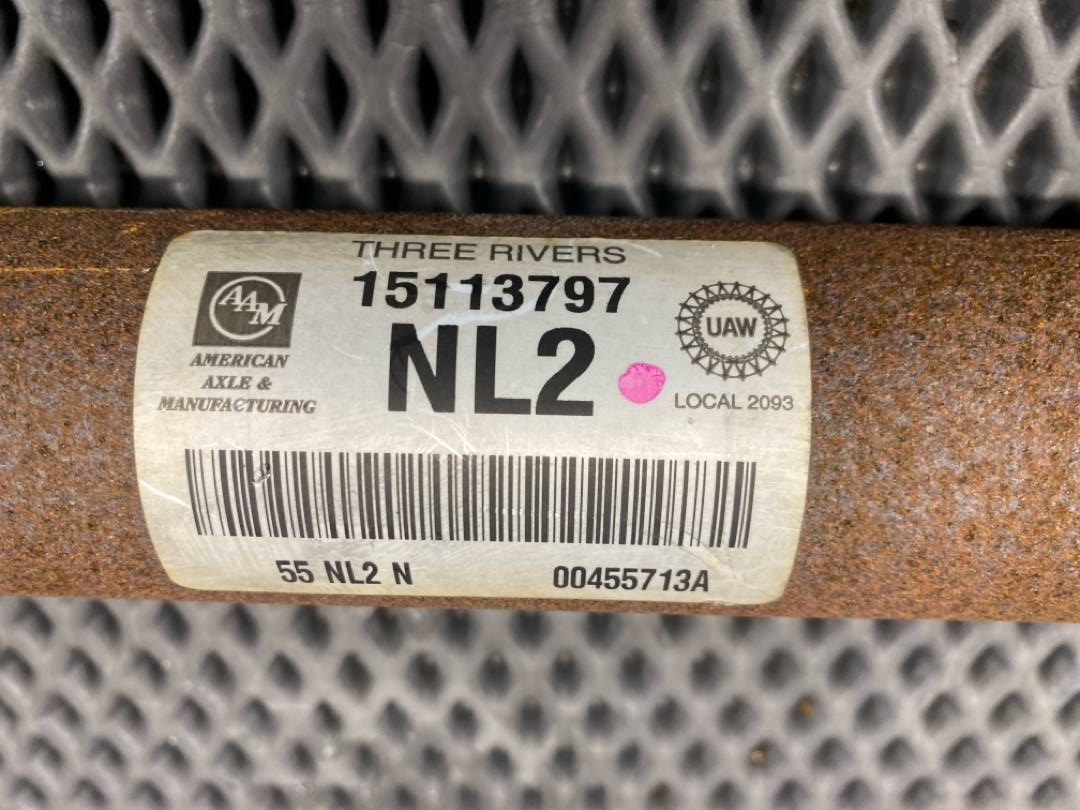 THREE RIVERS
15113797
NL2
AAM
AMERICAN
AXLE &
MANUFACTURING
UAW
LOCAL 2093
55 NL2 N
00455713A